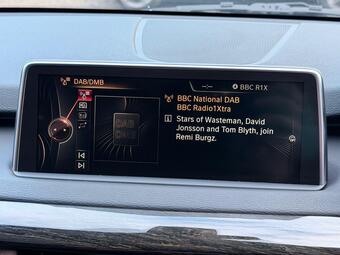 DAB/DMB
--:--
BBC R1X
BBC National DAB
BBC Radio1Xtra
Stars of Wasteman, David
Jonsson and Tom Blyth, join
Remi Burgz.